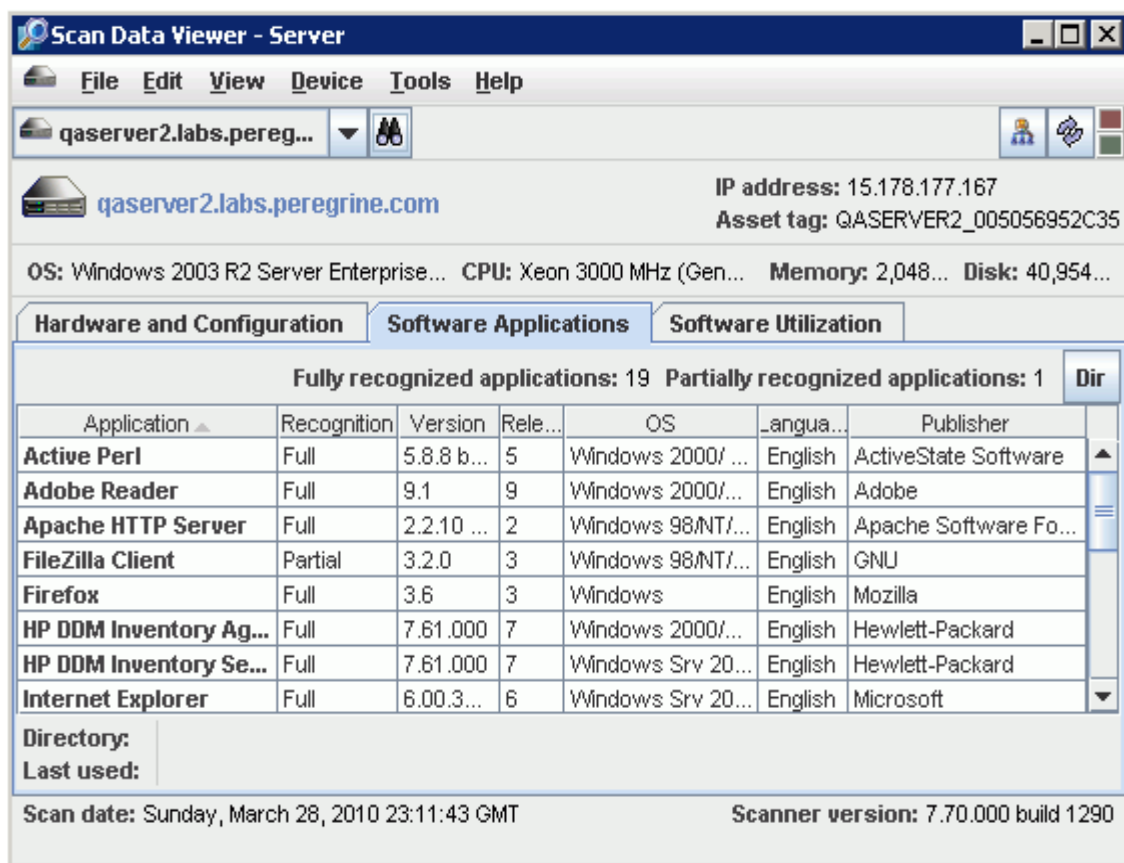 Scan Data Viewer - Server
File Edit View Device Tools Help
qaserver2.labs.pereg...
qaserver2.labs.peregrine.com
IP address: 15.178.177.167
Asset tag: QASERVER2_005056952C35
OS: Windows 2003 R2 Server Enterprise... CPU: Xeon 3000 MHz (Gen... Memory: 2,048... Disk: 40,954...
Hardware and Configuration Software Applications Software Utilization
Fully recognized applications: 19 Partially recognized applications: 1 Dir
Application Recognition Version Rele... OS Langua... Publisher
Active Perl Full 5.8.8 b... 5 Windows 2000/ ... English ActiveState Software
Adobe Reader Full 9.1 9 Windows 2000/... English Adobe
Apache HTTP Server Full 2.2.10 ... 2 Windows 98/NT/... English Apache Software Fo...
FileZilla Client Partial 3.2.0 3 Windows 98/NT/... English GNU
Firefox Full 3.6 3 Windows English Mozilla
HP DDM Inventory Ag... Full 7.61.000 7 Windows 2000/... English Hewlett-Packard
HP DDM Inventory Se... Full 7.61.000 7 Windows Srv 20... English Hewlett-Packard
Internet Explorer Full 6.00.3... 6 Windows Srv 20... English Microsoft
Directory:
Last used:
Scan date: Sunday, March 28, 2010 23:11:43 GMT Scanner version: 7.70.000 build 1290